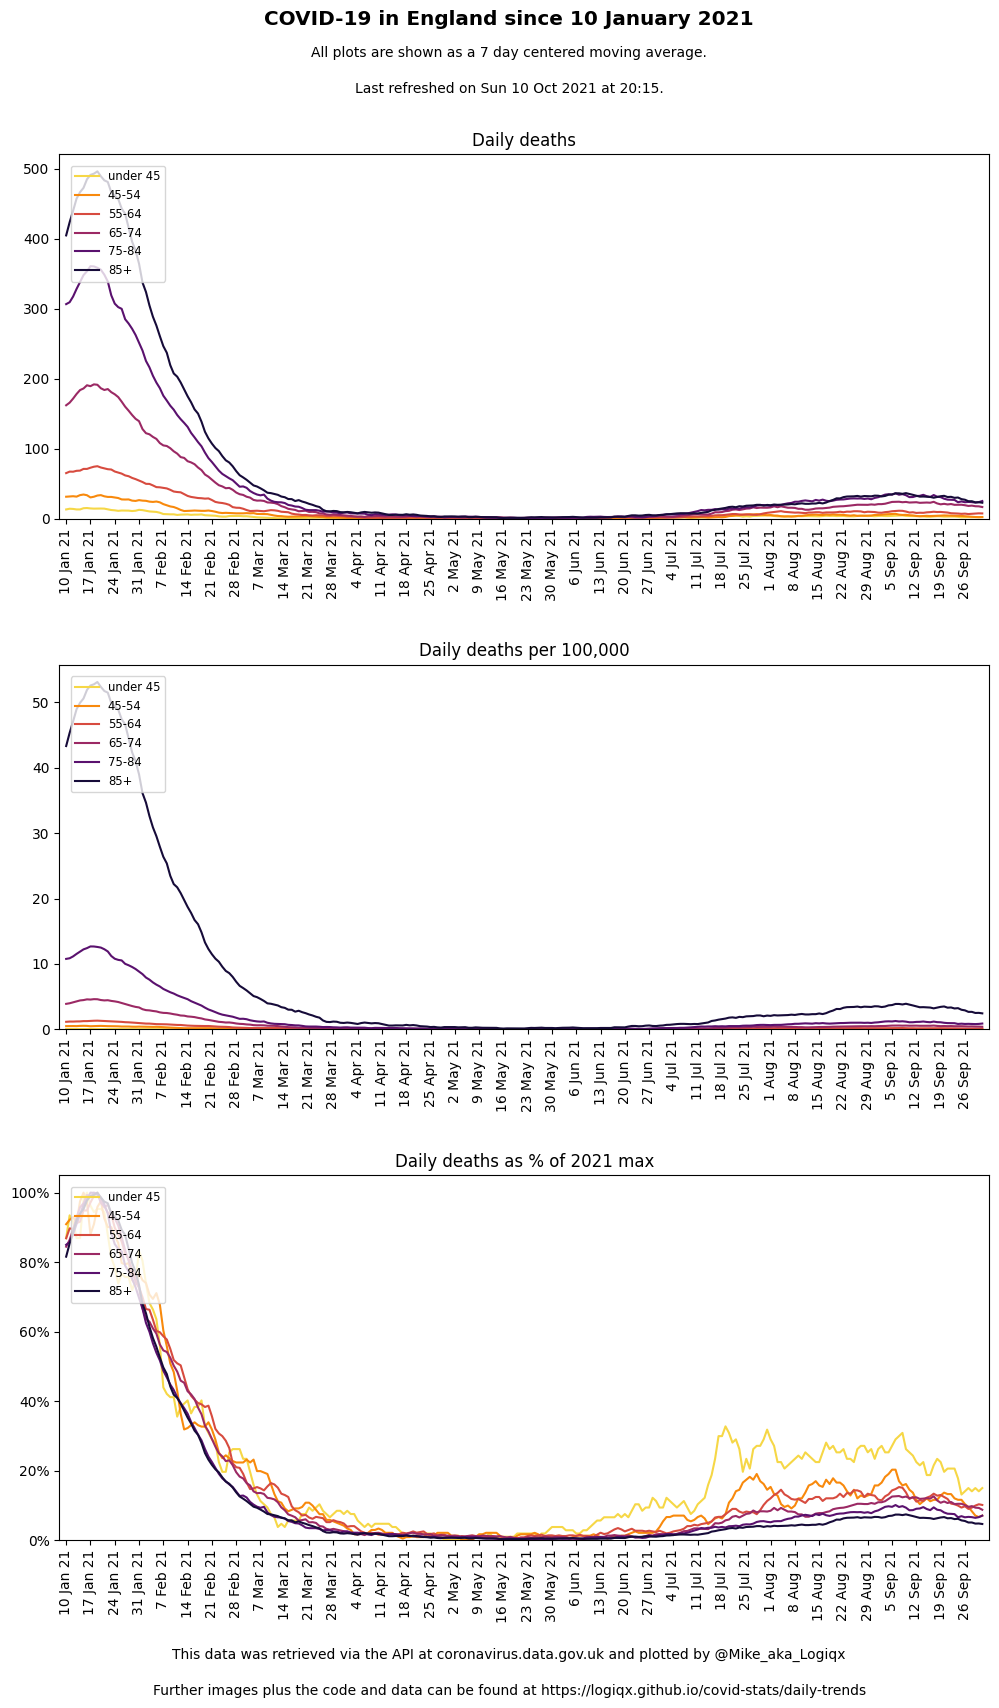 COVID-19 in England since 10 January 2021
All plots are shown as a 7 day centered moving average.
Last refreshed on Sun 10 Oct 2021 at 20:15.
Daily deaths
500
400
300
200
100
0
under 45
45-54
55-64
65-74
75-84
85+
10 Jan 21
17 Jan 21
24 Jan 21
31 Jan 21
7 Feb 21
14 Feb 21
21 Feb 21
28 Feb 21
7 Mar 21
14 Mar 21
21 Mar 21
28 Mar 21
4 Apr 21
11 Apr 21
18 Apr 21
25 Apr 21
2 May 21
9 May 21
16 May 21
23 May 21
30 May 21
6 Jun 21
13 Jun 21
20 Jun 21
27 Jun 21
4 Jul 21
11 Jul 21
18 Jul 21
25 Jul 21
1 Aug 21
8 Aug 21
15 Aug 21
22 Aug 21
29 Aug 21
5 Sep 21
12 Sep 21
19 Sep 21
26 Sep 21
Daily deaths per 100,000
50
40
30
20
10
0
under 45
45-54
55-64
65-74
75-84
85+
10 Jan 21
17 Jan 21
24 Jan 21
31 Jan 21
7 Feb 21
14 Feb 21
21 Feb 21
28 Feb 21
7 Mar 21
14 Mar 21
21 Mar 21
28 Mar 21
4 Apr 21
11 Apr 21
18 Apr 21
25 Apr 21
2 May 21
9 May 21
16 May 21
23 May 21
30 May 21
6 Jun 21
13 Jun 21
20 Jun 21
27 Jun 21
4 Jul 21
11 Jul 21
18 Jul 21
25 Jul 21
1 Aug 21
8 Aug 21
15 Aug 21
22 Aug 21
29 Aug 21
5 Sep 21
12 Sep 21
19 Sep 21
26 Sep 21
Daily deaths as % of 2021 max
100%
80%
60%
40%
20%
0%
under 45
45-54
55-64
65-74
75-84
85+
10 Jan 21
17 Jan 21
24 Jan 21
31 Jan 21
7 Feb 21
14 Feb 21
21 Feb 21
28 Feb 21
7 Mar 21
14 Mar 21
21 Mar 21
28 Mar 21
4 Apr 21
11 Apr 21
18 Apr 21
25 Apr 21
2 May 21
9 May 21
16 May 21
23 May 21
30 May 21
6 Jun 21
13 Jun 21
20 Jun 21
27 Jun 21
4 Jul 21
11 Jul 21
18 Jul 21
25 Jul 21
1 Aug 21
8 Aug 21
15 Aug 21
22 Aug 21
29 Aug 21
5 Sep 21
12 Sep 21
19 Sep 21
26 Sep 21
This data was retrieved via the API at coronavirus.data.gov.uk and plotted by @Mike_aka_Logiqx
Further images plus the code and data can be found at https://logiqx.github.io/covid-stats/daily-trends